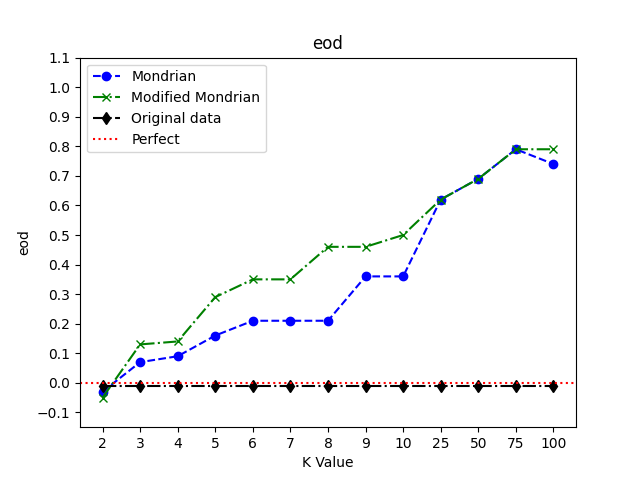 eod
1.1
1.0
0.9
0.8
0.7
0.6
0.5
0.4
0.3
0.2
0.1
0.0
−0.1
eod
Mondrian
Modified Mondrian
Original data
Perfect
2 3 4 5 6 7 8 9 10 25 50 75 100
K Value